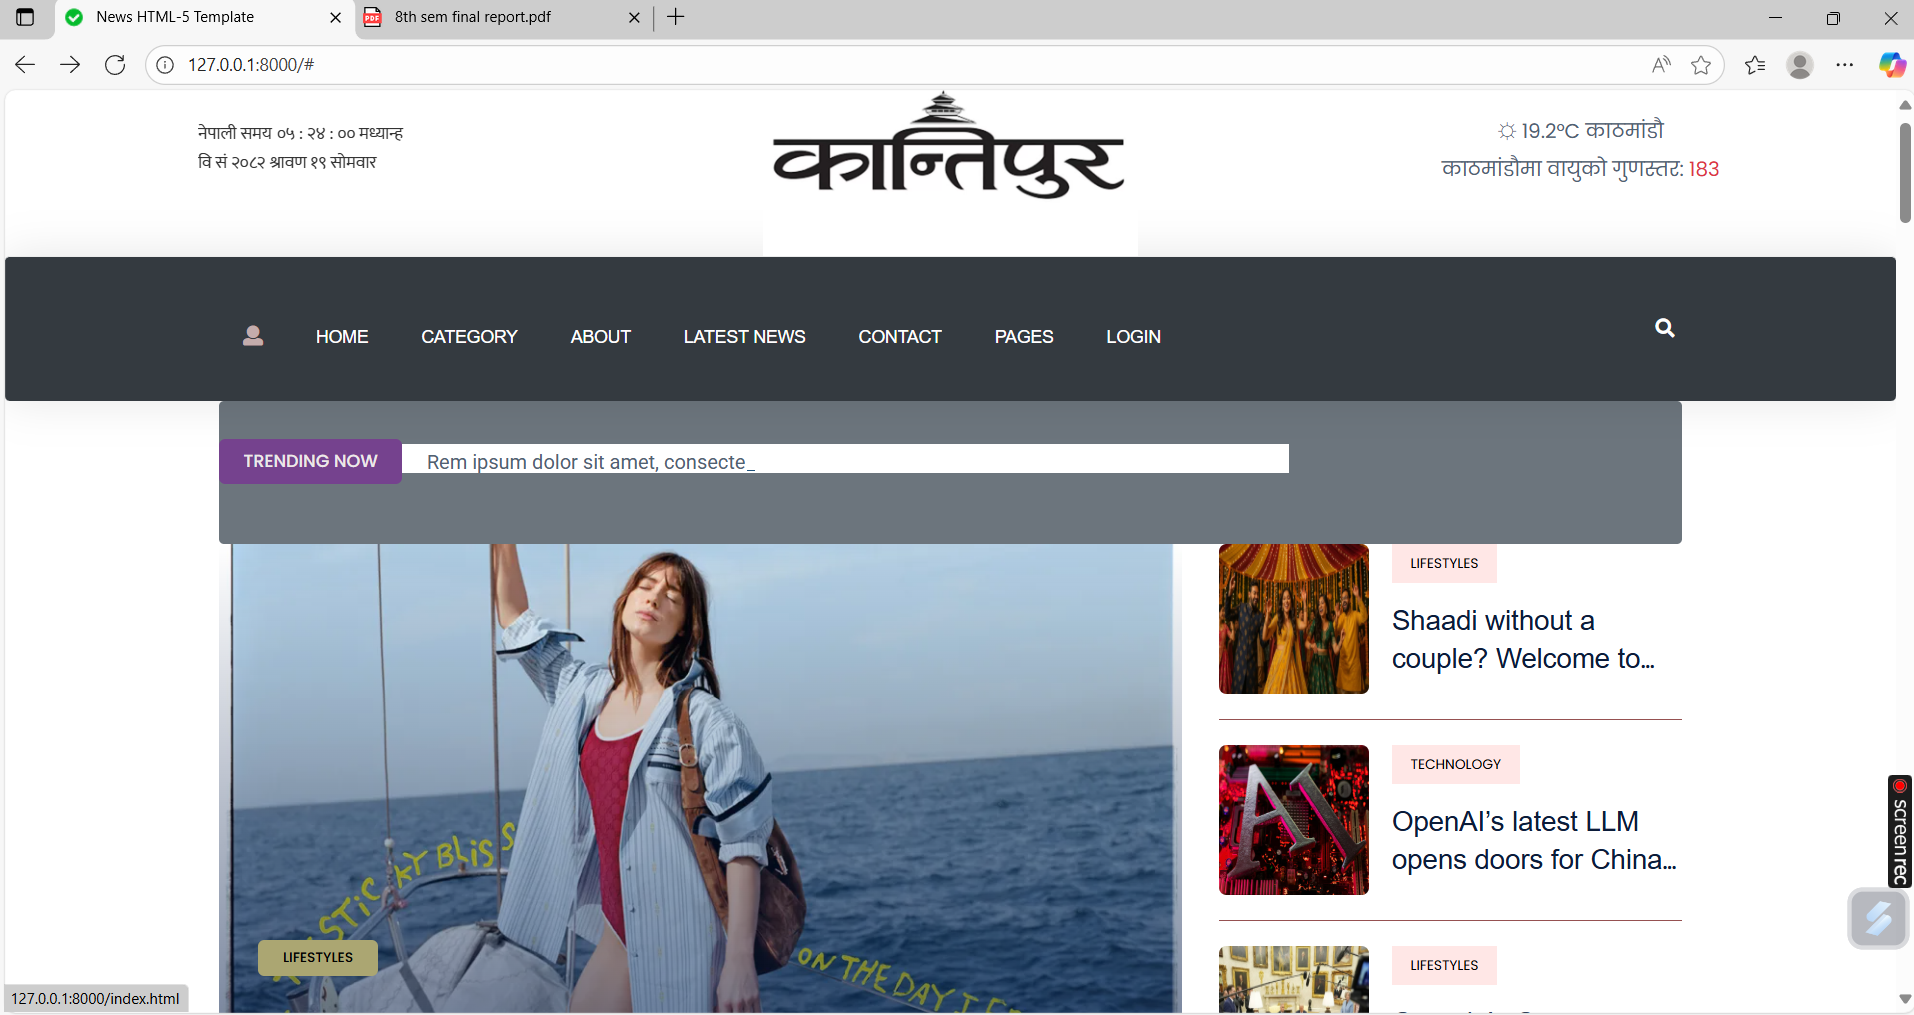 News HTML-5 Template
8th sem final report.pdf
127.0.0.1:8000/#
नेपाली समय ०५ : २४ : ०० मध्यान्ह
वि सं २०८२ श्रावण १९ सोमवार
कान्तिपुर
19.2°C काठमांडौ
काठमांडौमा वायुको गुणस्तर: 183
HOME CATEGORY ABOUT LATEST NEWS CONTACT PAGES LOGIN
TRENDING NOW
Rem ipsum dolor sit amet, consecte_
LIFESTYLES
Shaadi without a
couple? Welcome to...
TECHNOLOGY
OpenAI’s latest LLM
opens doors for China...
LIFESTYLES
STICKY BLISS
ON THE DAY
LIFESTYLES
127.0.0.1:8000/index.html
screenrec